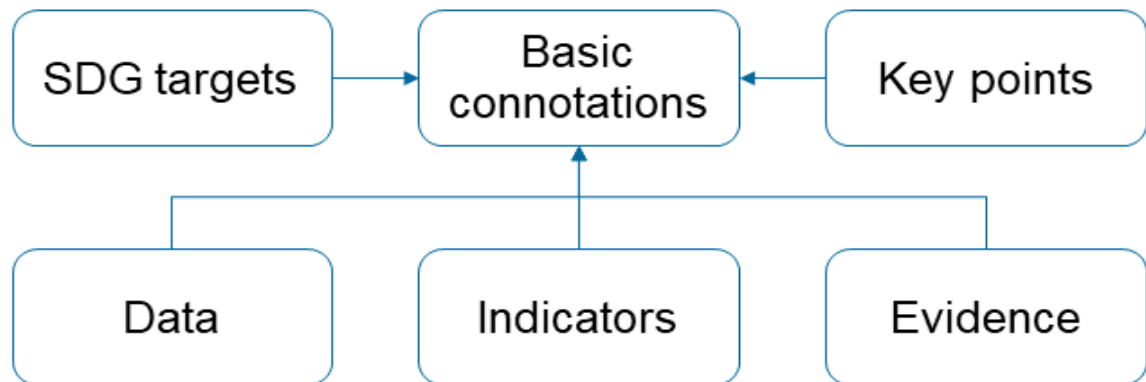 SDG targets
Basic
connotations
Key points
Data
Indicators
Evidence